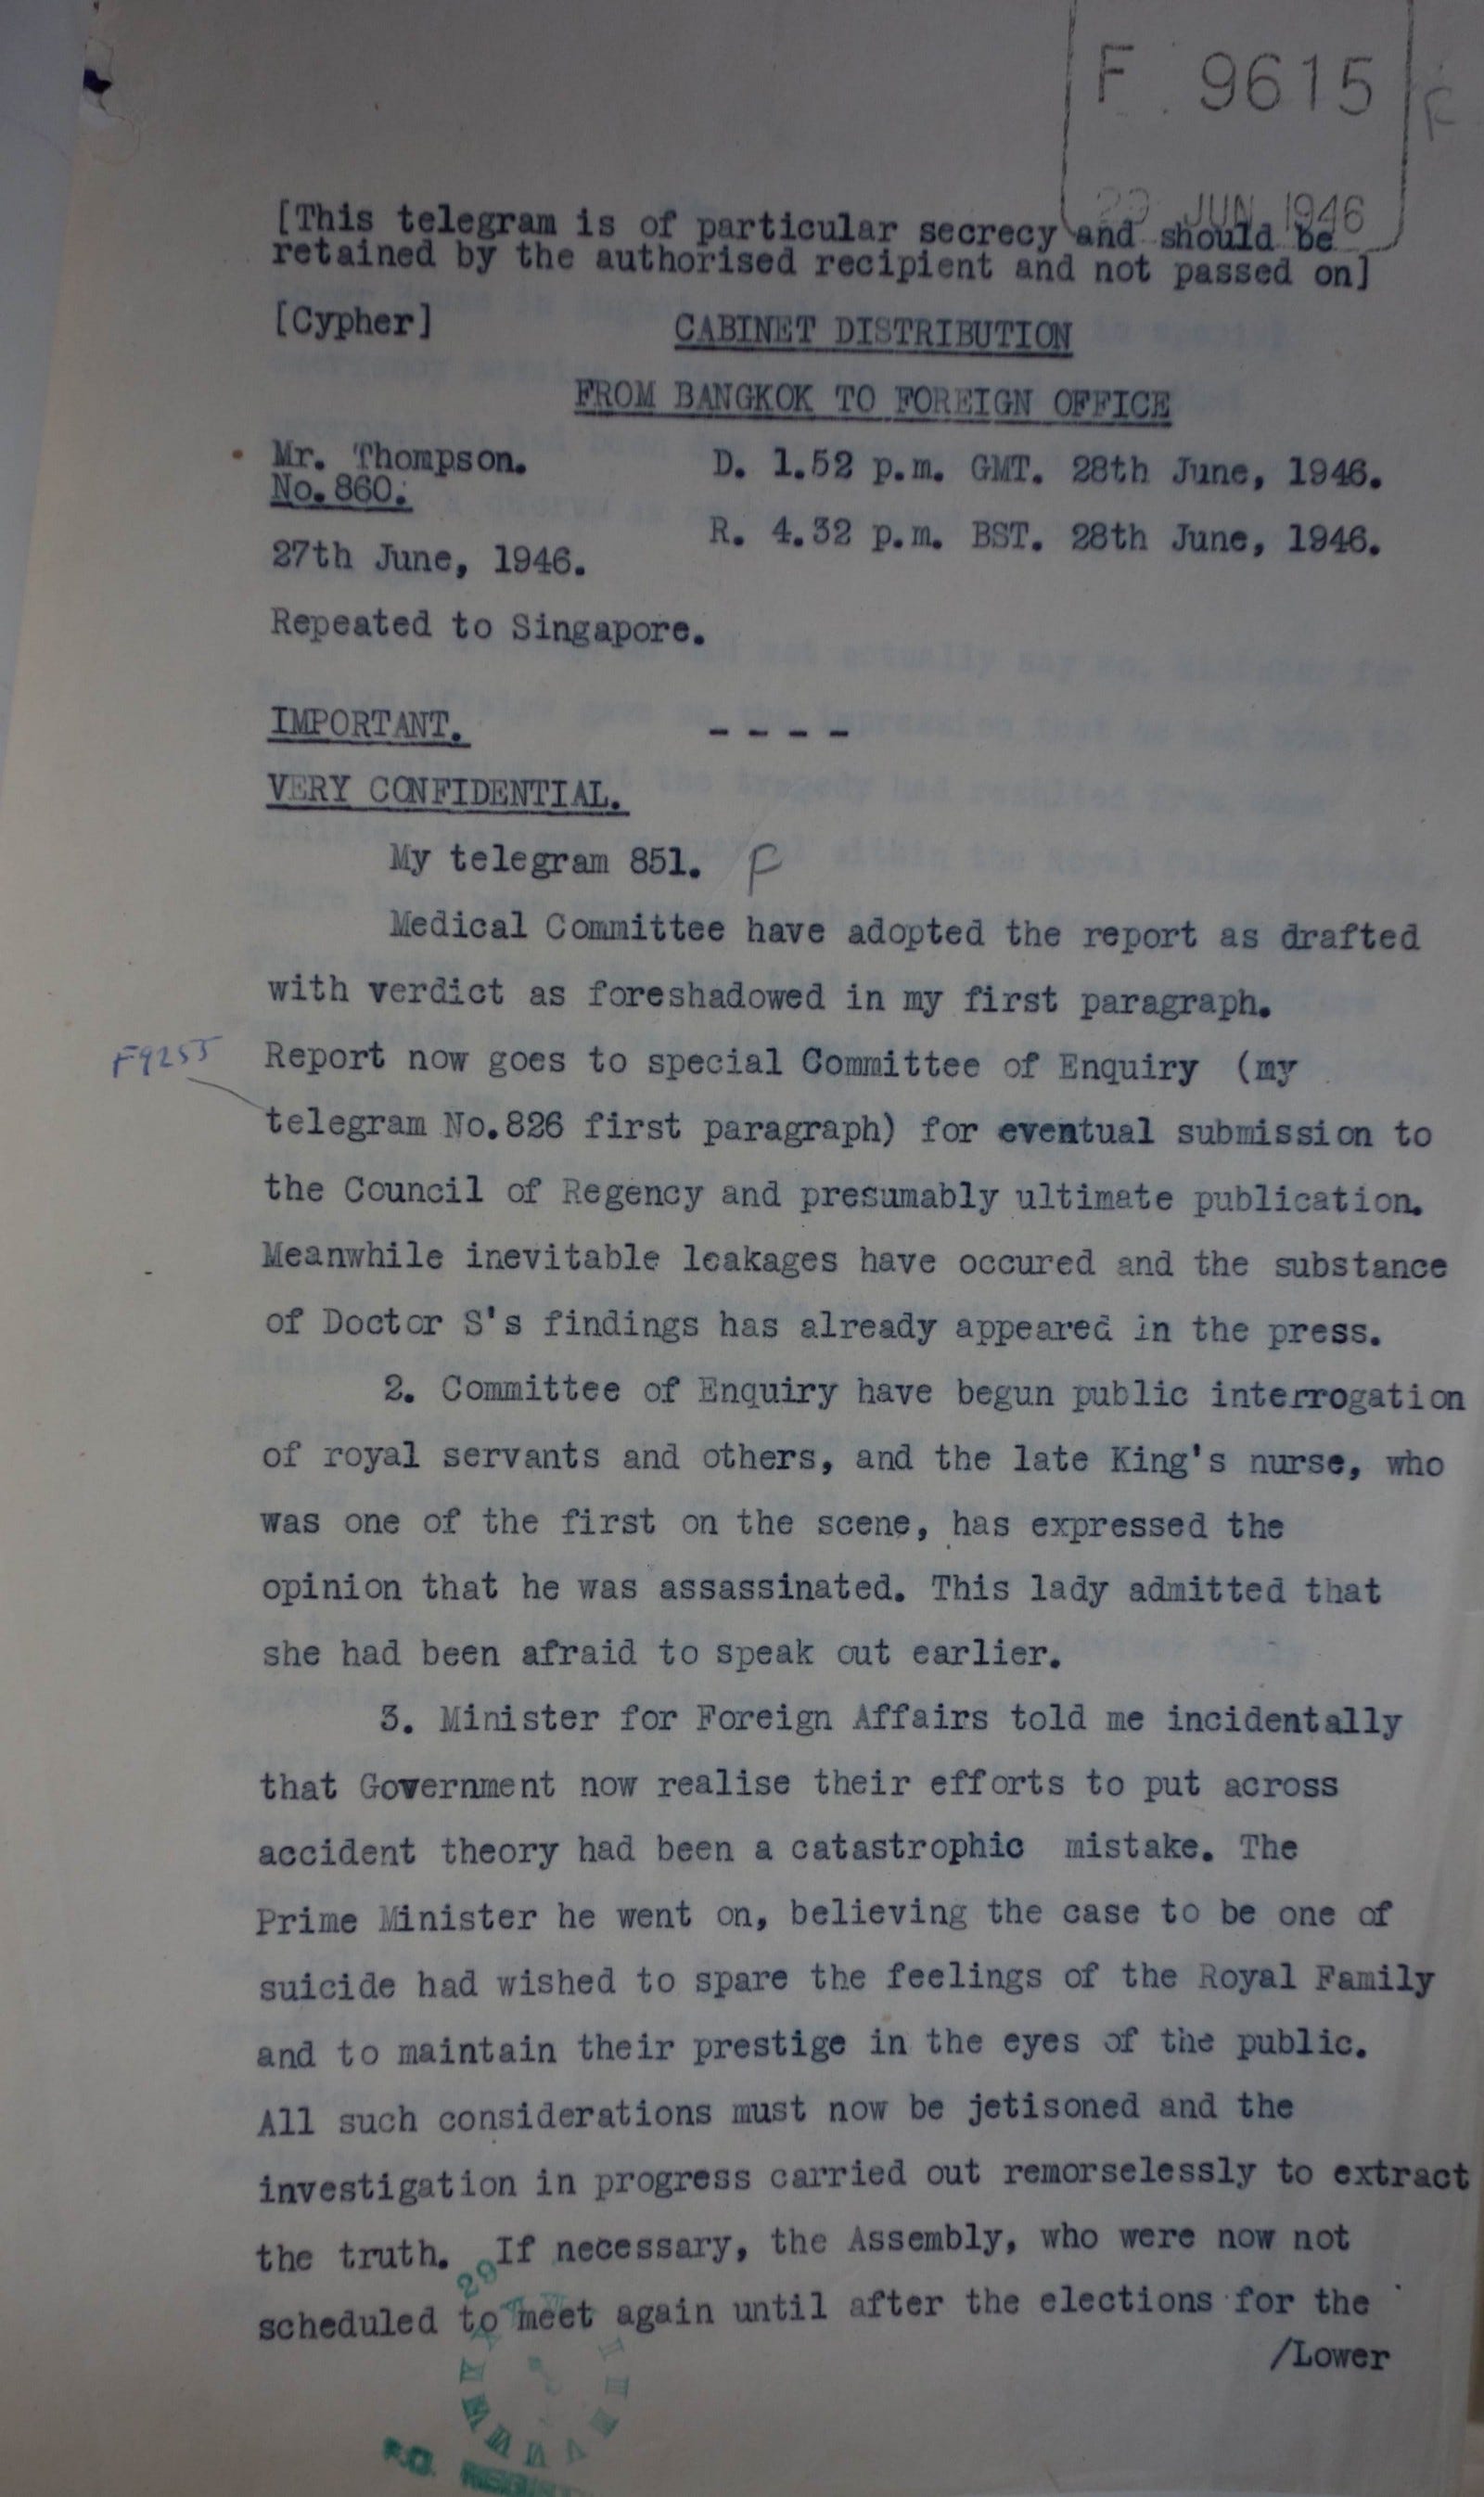 F 9615
F
29 JUN 1946
[This telegram is of particular secrecy and should be
retained by the authorised recipient and not passed on]
[Cypher] CABINET DISTRIBUTION
FROM BANGKOK TO FOREIGN OFFICE
Mr. Thompson. D. 1.52 p.m. GMT. 28th June, 1946.
No.860.
R. 4.32 p.m. BST. 28th June, 1946.
27th June, 1946.
Repeated to Singapore.
IMPORTANT. - - - -
VERY CONFIDENTIAL.
My telegram 851. F
Medical Committee have adopted the report as drafted
with verdict as foreshadowed in my first paragraph.
F9255 Report now goes to special Committee of Enquiry (my
telegram No.826 first paragraph) for eventual submission to
the Council of Regency and presumably ultimate publication.
Meanwhile inevitable leakages have occured and the substance
of Doctor S's findings has already appeared in the press.
2. Committee of Enquiry have begun public interrogation
of royal servants and others, and the late King's nurse, who
was one of the first on the scene, has expressed the
opinion that he was assassinated. This lady admitted that
she had been afraid to speak out earlier.
3. Minister for Foreign Affairs told me incidentally
that Government now realise their efforts to put across
accident theory had been a catastrophic mistake. The
Prime Minister he went on, believing the case to be one of
suicide had wished to spare the feelings of the Royal Family
and to maintain their prestige in the eyes of the public.
All such considerations must now be jetisoned and the
investigation in progress carried out remorselessly to extract
the truth. If necessary, the Assembly, who were now not
scheduled to meet again until after the elections for the
/Lower
29